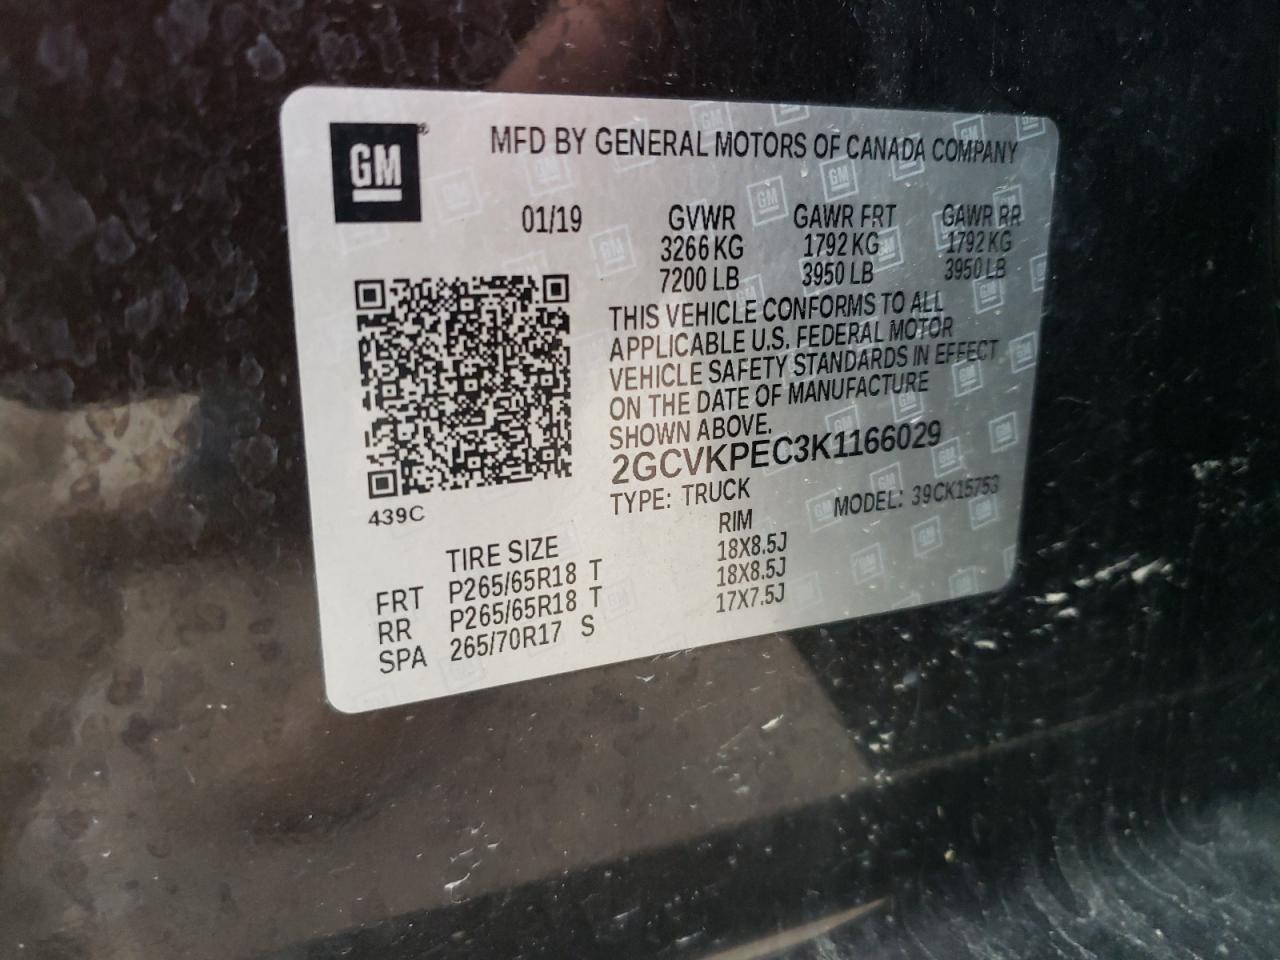 GM®
MFD BY GENERAL MOTORS OF CANADA COMPANY
01/19 GVWR GAWR FRT GAWR RR
3266 KG 1792 KG 1792 KG
7200 LB 3950 LB 3950 LB
THIS VEHICLE CONFORMS TO ALL
APPLICABLE U.S. FEDERAL MOTOR
VEHICLE SAFETY STANDARDS IN EFFECT
ON THE DATE OF MANUFACTURE
SHOWN ABOVE.
2GCVKPEC3K1166029
TYPE: TRUCK MODEL: 39CK15753
439C
TIRE SIZE RIM
FRT P265/65R18 T 18X8.5J
RR P265/65R18 T 18X8.5J
SPA 265/70R17 S 17X7.5J